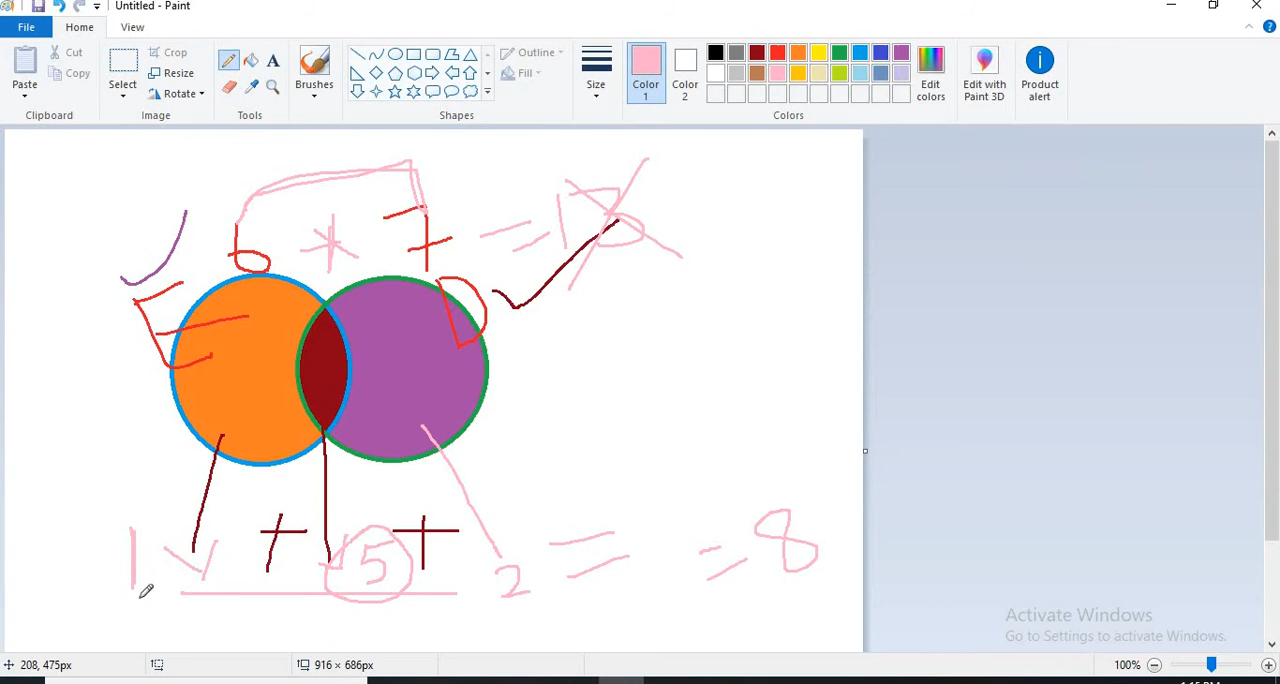 Untitled - Paint
File Home View
Paste
Cut
Copy
Clipboard
Select
Crop
Resize
Rotate
Image
A
Tools
Brushes
Shapes
Outline
Fill
Size
Color 1
Color 2
Edit colors
Colors
Edit with Paint 3D
Product alert
6 * 7 = 13
E
D
1 + 5 + 2 = = 8
Activate Windows
Go to Settings to activate Windows.
208, 475px
916 × 686px
100%